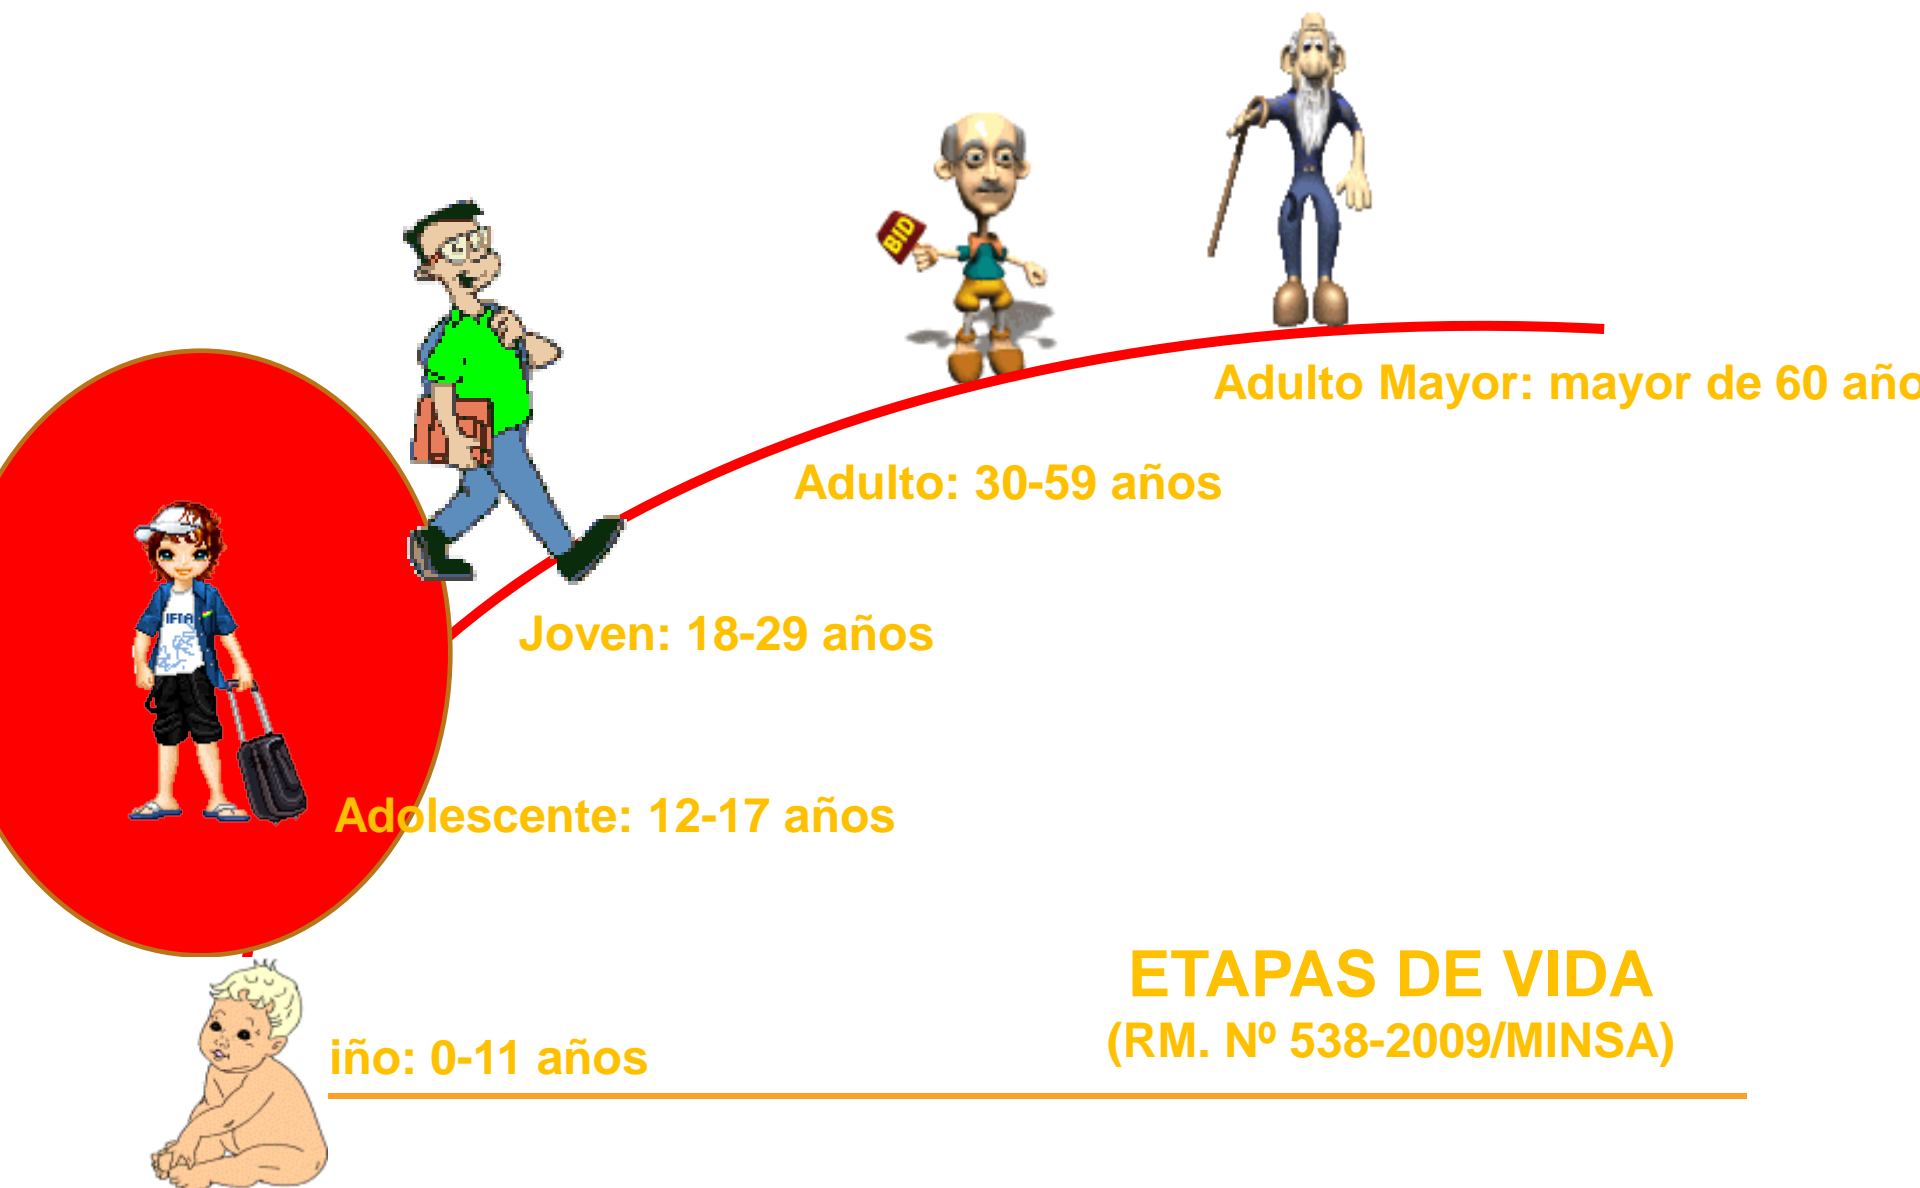 BID
Adulto Mayor: mayor de 60 año
Adulto: 30-59 años
Joven: 18-29 años
Adolescente: 12-17 años
ETAPAS DE VIDA
(RM. Nº 538-2009/MINSA)
iño: 0-11 años